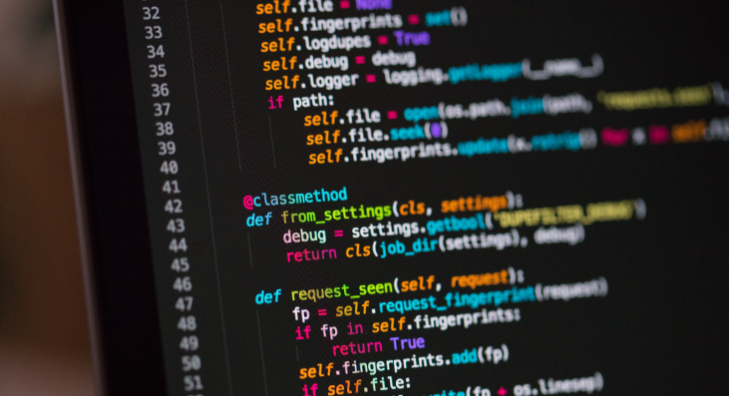 32 self.file = None
33 self.fingerprints = set()
34 self.logdupes = True
35 self.debug = debug
36 self.logger = logging.getLogger(__name__)
37 if path:
38 self.file = open(os.path.join(path, 'requests.seen'),
39 self.file.seek(0)
40 self.fingerprints.update(x.rstrip() for x in self.
41
42 @classmethod
43 def from_settings(cls, settings):
44 debug = settings.getbool('DUPEFILTER_DEBUG')
45 return cls(job_dir(settings), debug)
46
47 def request_seen(self, request):
48 fp = self.request_fingerprint(request)
49 if fp in self.fingerprints:
50 return True
51 self.fingerprints.add(fp)
if self.file:
(fp + os.linesep)